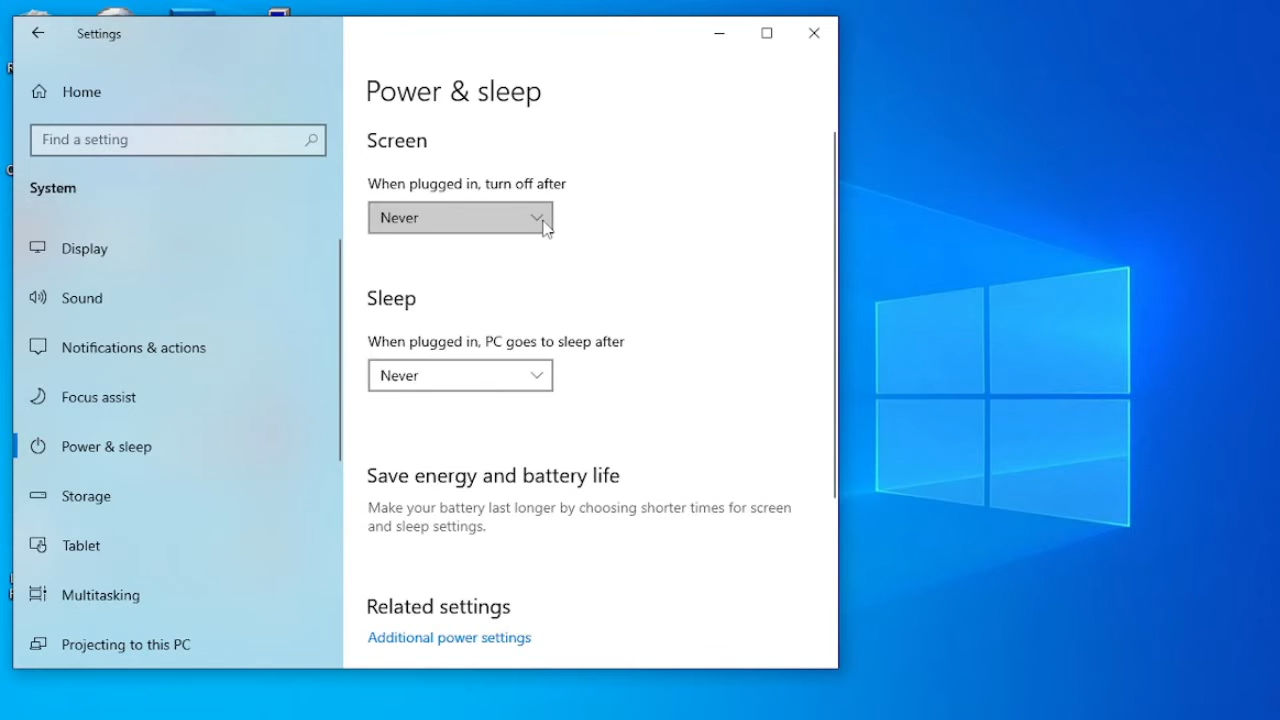 Settings
Home
Find a setting
System
Display
Sound
Notifications & actions
Focus assist
Power & sleep
Storage
Tablet
Multitasking
Projecting to this PC
Power & sleep
Screen
When plugged in, turn off after
Never
Sleep
When plugged in, PC goes to sleep after
Never
Save energy and battery life
Make your battery last longer by choosing shorter times for screen
and sleep settings.
Related settings
Additional power settings